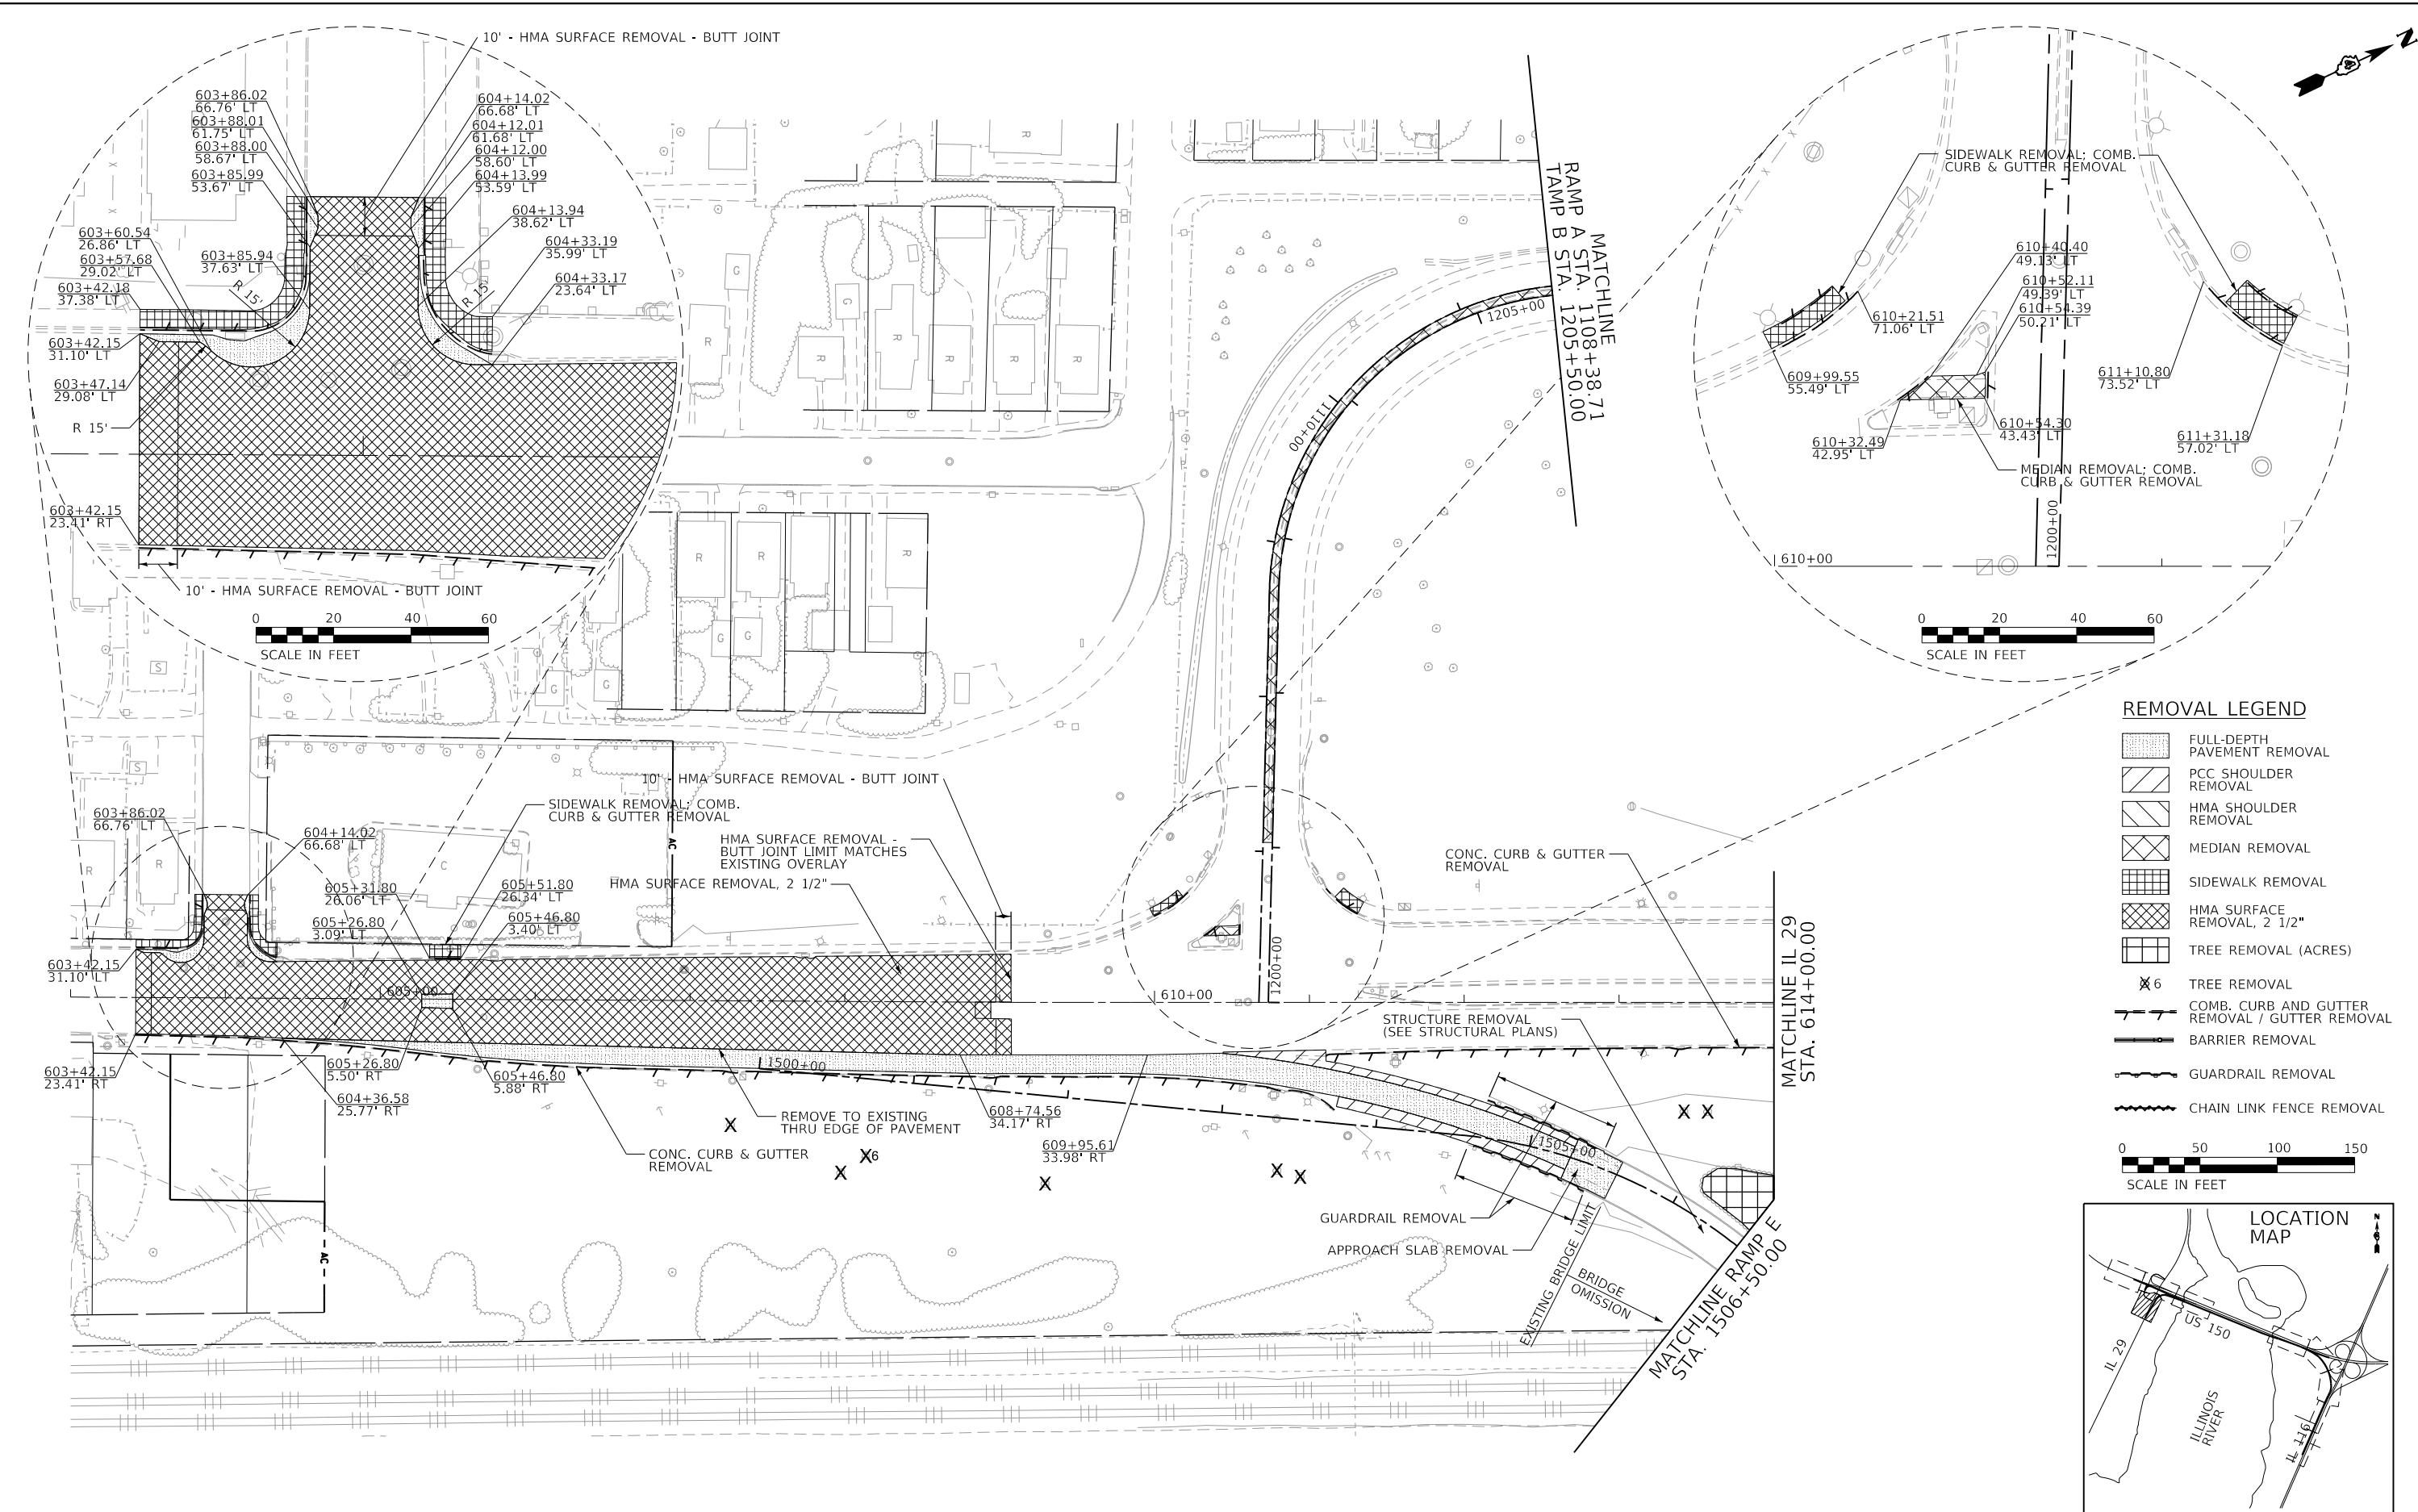 10' - HMA SURFACE REMOVAL - BUTT JOINT
603+86.02
66.76' LT
603+88.01
61.75' LT
603+88.00
58.67' LT
603+85.99
53.67' LT
604+14.02
66.68' LT
604+12.01
61.68' LT
604+12.00
58.60' LT
604+13.99
53.59' LT
604+13.94
38.62' LT
604+33.19
35.99' LT
604+33.17
23.64' LT
603+60.54
26.86' LT
603+57.68
29.02' LT
603+85.94
37.63' LT
603+42.18
37.38' LT
R 15'
R 15'
603+42.15
31.10' LT
603+47.14
29.08' LT
R 15'
603+42.15
23.41' RT
10' - HMA SURFACE REMOVAL - BUTT JOINT
0 20 40 60
SCALE IN FEET
MATCHLINE
RAMP A STA. 1108+38.71
TAMP B STA. 1205+50.00
1205+00
1110+00
N
SIDEWALK REMOVAL; COMB.
CURB & GUTTER REMOVAL
610+40.40
49.13' LT
610+52.11
49.39' LT
610+54.39
50.21' LT
610+21.51
71.06' LT
609+99.55
55.49' LT
611+10.80
73.52' LT
610+54.30
43.43' LT
610+32.49
42.95' LT
611+31.18
57.02' LT
MEDIAN REMOVAL; COMB.
CURB & GUTTER REMOVAL
610+00
1200+00
0 20 40 60
SCALE IN FEET
R
G
R
G
R
R
R
R
R
R
R
R
G
G
G
G
S
S
R
R
C
AC
AC
10' - HMA SURFACE REMOVAL - BUTT JOINT
SIDEWALK REMOVAL; COMB.
CURB & GUTTER REMOVAL
HMA SURFACE REMOVAL -
BUTT JOINT LIMIT MATCHES
EXISTING OVERLAY
HMA SURFACE REMOVAL, 2 1/2"
603+86.02
66.76' LT
604+14.02
66.68' LT
605+31.80
26.06' LT
605+51.80
26.34' LT
605+26.80
3.09' LT
605+46.80
3.40' LT
603+42.15
31.10' LT
605+00
610+00
1200+00
CONC. CURB & GUTTER
REMOVAL
STRUCTURE REMOVAL
(SEE STRUCTURAL PLANS)
MATCHLINE IL 29
STA. 614+00.00
603+42.15
23.41' RT
605+26.80
5.50' RT
604+36.58
25.77' RT
605+46.80
5.88' RT
1500+00
REMOVE TO EXISTING
THRU EDGE OF PAVEMENT
608+74.56
34.17' RT
609+95.61
33.98' RT
CONC. CURB & GUTTER
REMOVAL
6
1505+00
GUARDRAIL REMOVAL
APPROACH SLAB REMOVAL
EXISTING BRIDGE LIMIT
BRIDGE
OMISSION
MATCHLINE RAMP E
STA. 1506+50.00
REMOVAL LEGEND
FULL-DEPTH
PAVEMENT REMOVAL
PCC SHOULDER
REMOVAL
HMA SHOULDER
REMOVAL
MEDIAN REMOVAL
SIDEWALK REMOVAL
HMA SURFACE
REMOVAL, 2 1/2"
TREE REMOVAL (ACRES)
6 TREE REMOVAL
COMB. CURB AND GUTTER
REMOVAL / GUTTER REMOVAL
BARRIER REMOVAL
GUARDRAIL REMOVAL
CHAIN LINK FENCE REMOVAL
0 50 100 150
SCALE IN FEET
LOCATION
MAP
N
US 150
IL 29
ILLINOIS
RIVER
IL 116